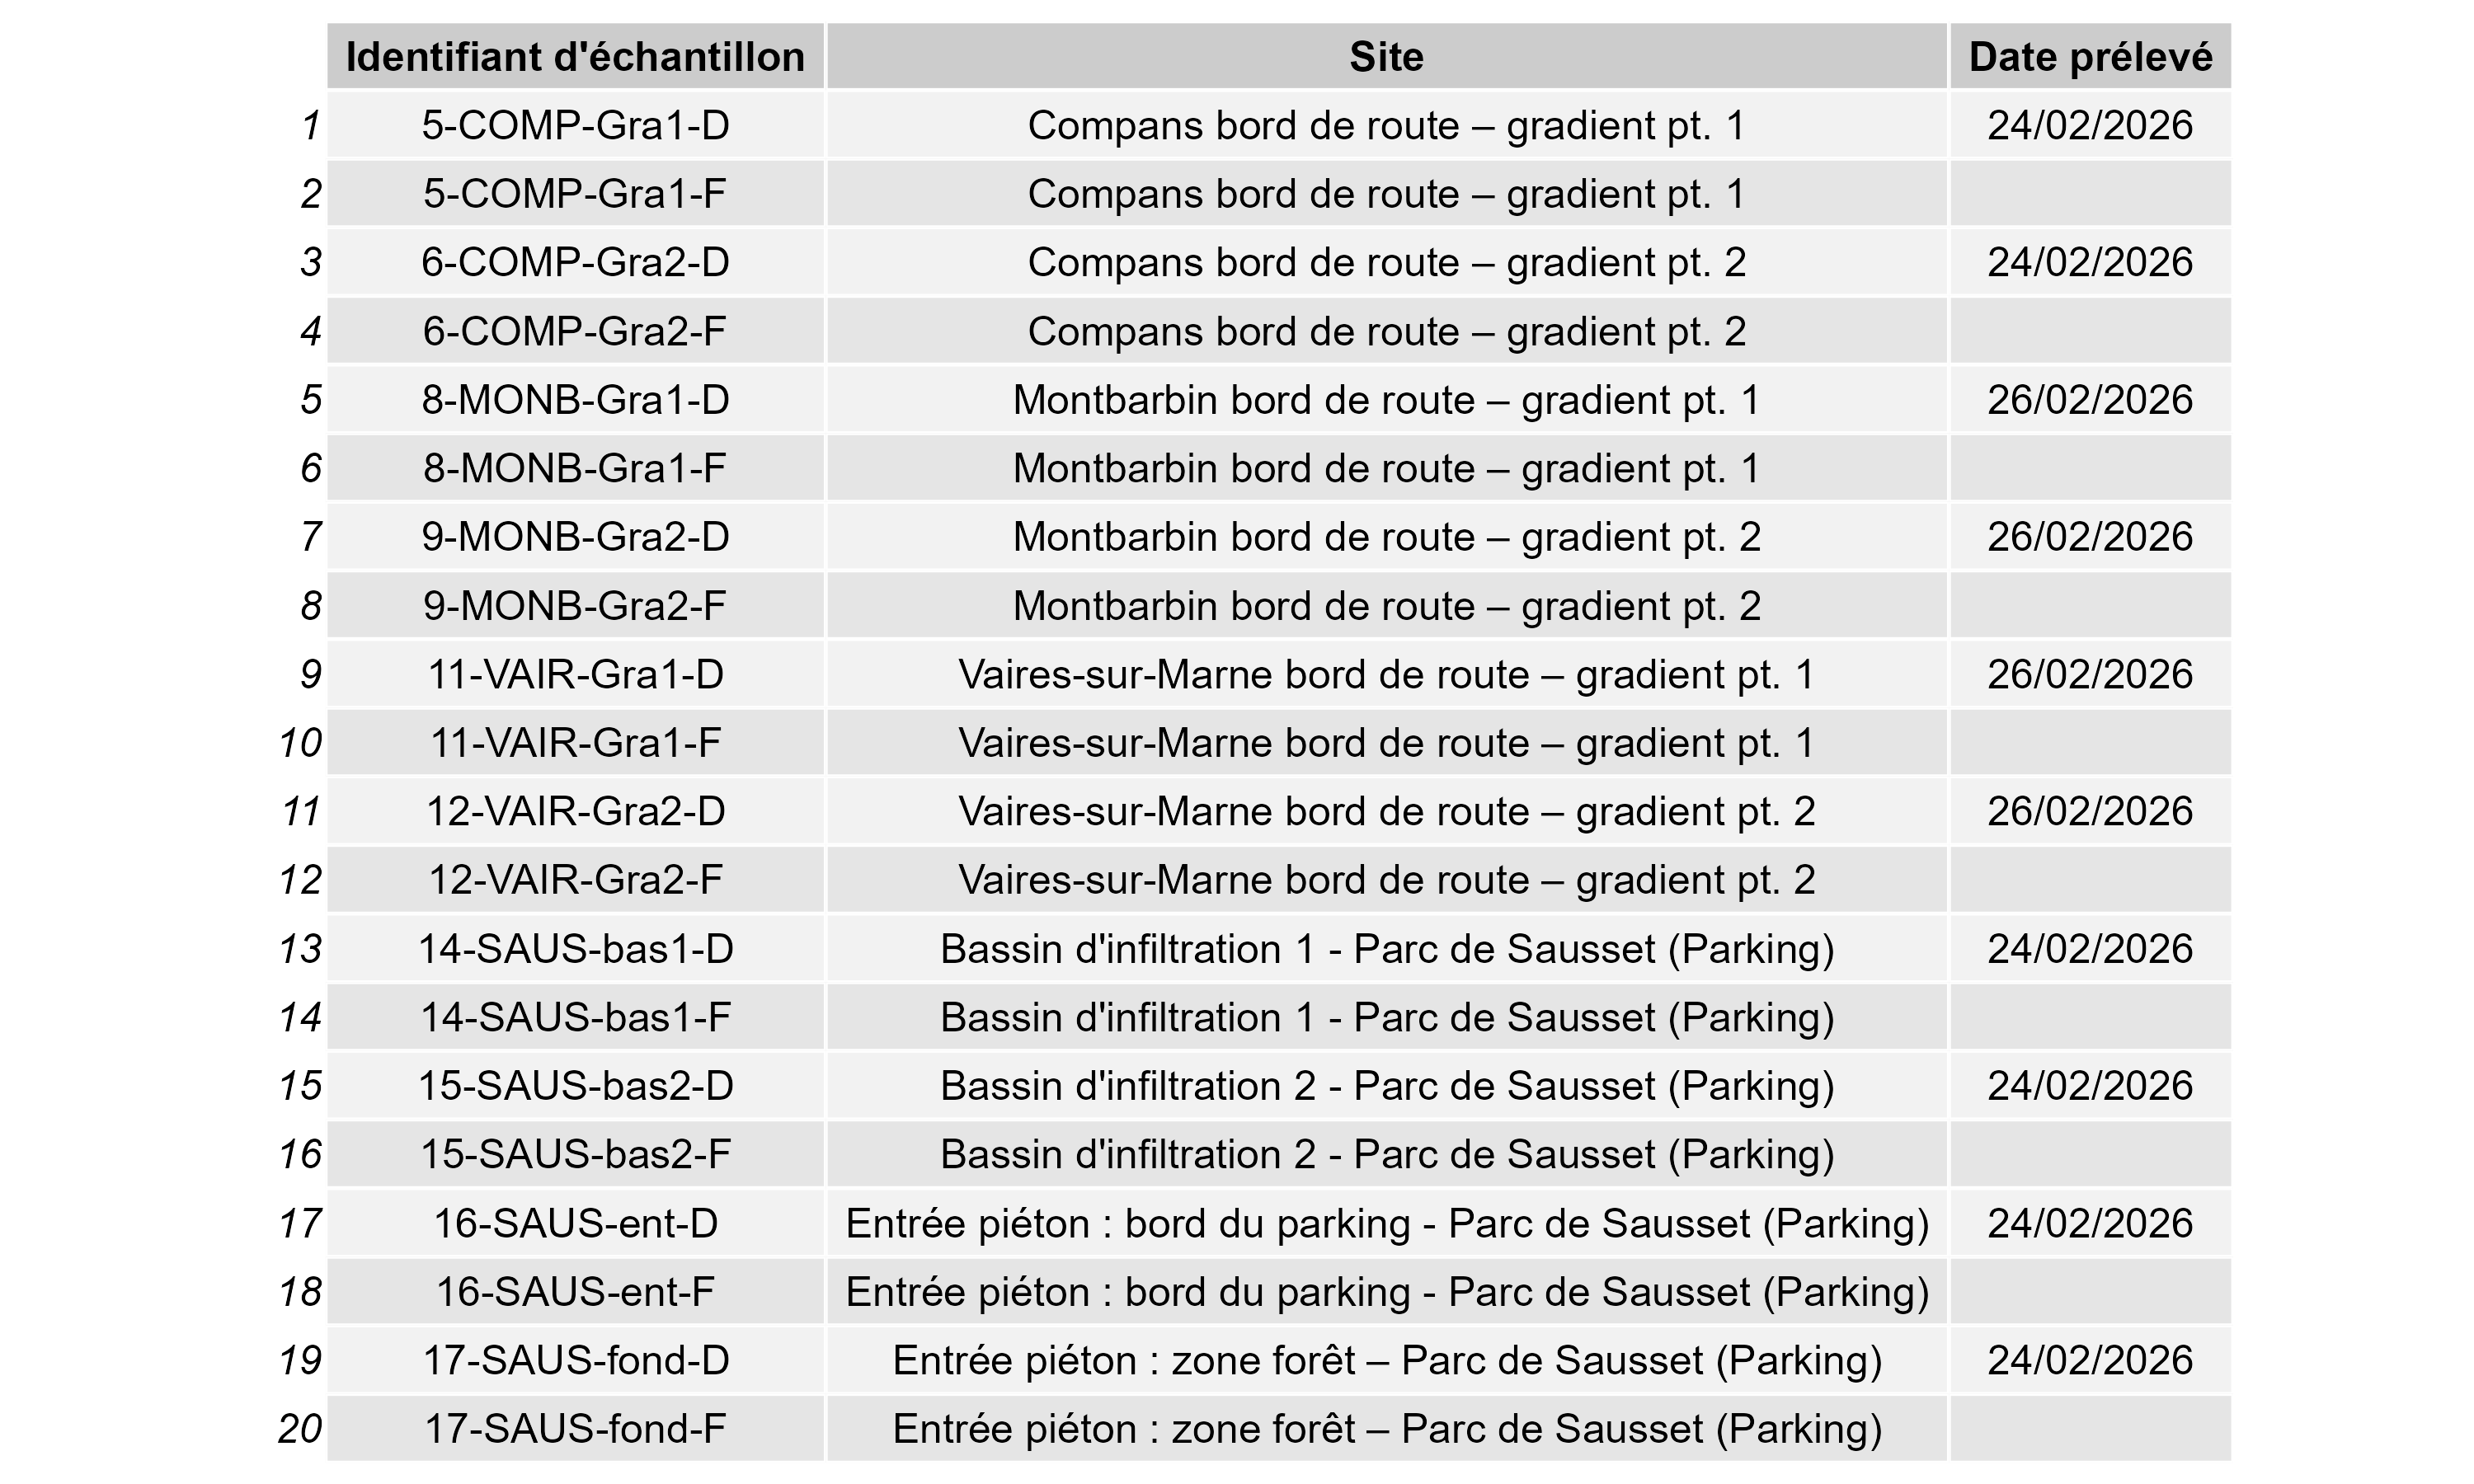 Identifiant d'échantillon Site Date prélevé
1 5-COMP-Gra1-D Compans bord de route – gradient pt. 1 24/02/2026
2 5-COMP-Gra1-F Compans bord de route – gradient pt. 1
3 6-COMP-Gra2-D Compans bord de route – gradient pt. 2 24/02/2026
4 6-COMP-Gra2-F Compans bord de route – gradient pt. 2
5 8-MONB-Gra1-D Montbarbin bord de route – gradient pt. 1 26/02/2026
6 8-MONB-Gra1-F Montbarbin bord de route – gradient pt. 1
7 9-MONB-Gra2-D Montbarbin bord de route – gradient pt. 2 26/02/2026
8 9-MONB-Gra2-F Montbarbin bord de route – gradient pt. 2
9 11-VAIR-Gra1-D Vaires-sur-Marne bord de route – gradient pt. 1 26/02/2026
10 11-VAIR-Gra1-F Vaires-sur-Marne bord de route – gradient pt. 1
11 12-VAIR-Gra2-D Vaires-sur-Marne bord de route – gradient pt. 2 26/02/2026
12 12-VAIR-Gra2-F Vaires-sur-Marne bord de route – gradient pt. 2
13 14-SAUS-bas1-D Bassin d'infiltration 1 - Parc de Sausset (Parking) 24/02/2026
14 14-SAUS-bas1-F Bassin d'infiltration 1 - Parc de Sausset (Parking)
15 15-SAUS-bas2-D Bassin d'infiltration 2 - Parc de Sausset (Parking) 24/02/2026
16 15-SAUS-bas2-F Bassin d'infiltration 2 - Parc de Sausset (Parking)
17 16-SAUS-ent-D Entrée piéton : bord du parking - Parc de Sausset (Parking) 24/02/2026
18 16-SAUS-ent-F Entrée piéton : bord du parking - Parc de Sausset (Parking)
19 17-SAUS-fond-D Entrée piéton : zone forêt – Parc de Sausset (Parking) 24/02/2026
20 17-SAUS-fond-F Entrée piéton : zone forêt – Parc de Sausset (Parking)